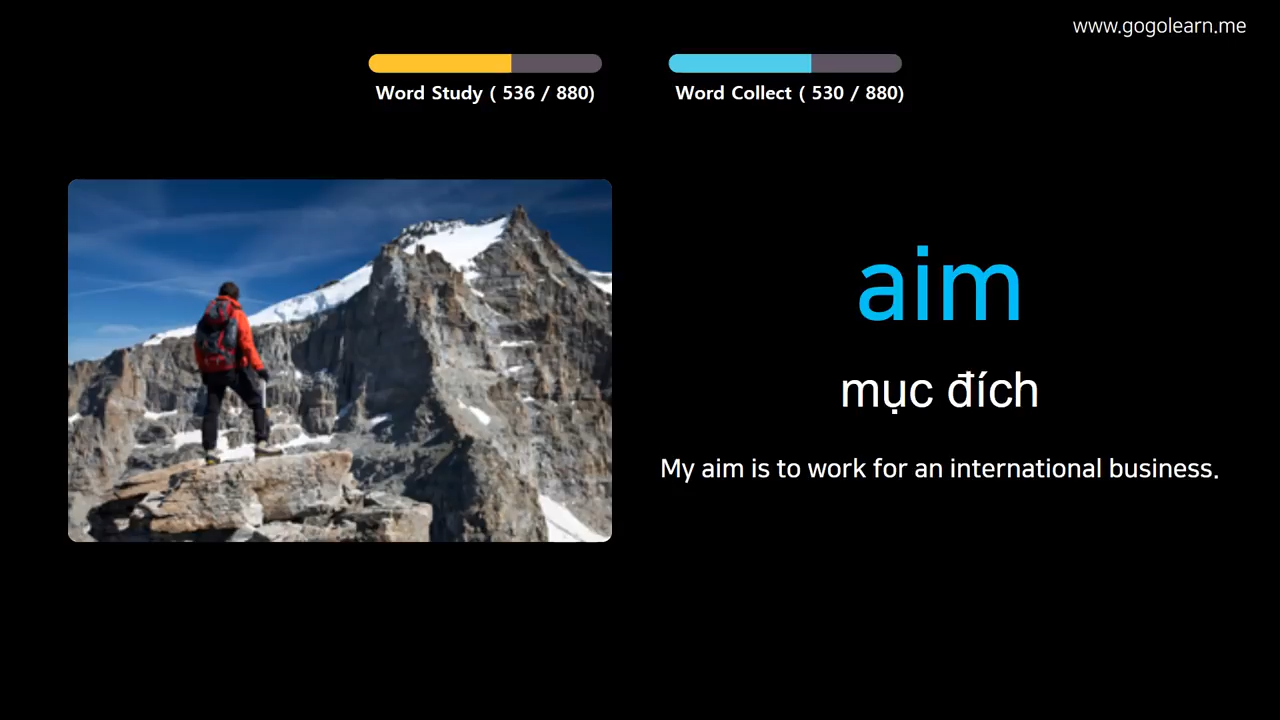 www.gogolearn.me
Word Study ( 536 / 880)
Word Collect ( 530 / 880)
aim
mục đích
My aim is to work for an international business.